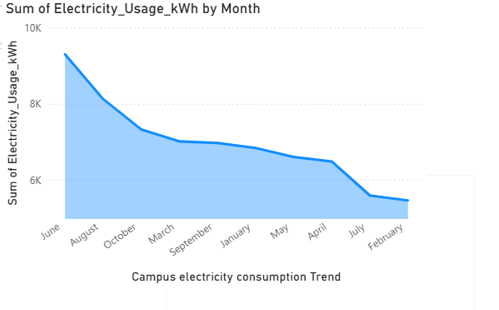 Sum of Electricity_Usage_kWh by Month
Sum of Electricity_Usage_kWh
10K
8K
6K
June
August
October
March
September
January
May
April
July
February
Campus electricity consumption Trend